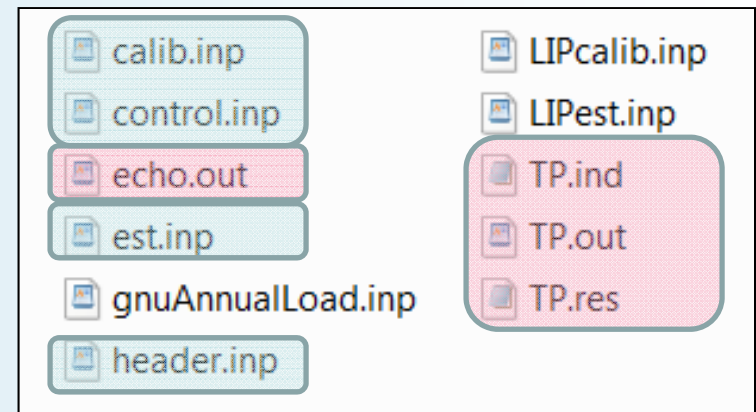 calib.inp
control.inp
echo.out
est.inp
gnuAnnualLoad.inp
header.inp
LIPcalib.inp
LIPest.inp
TP.ind
TP.out
TP.res